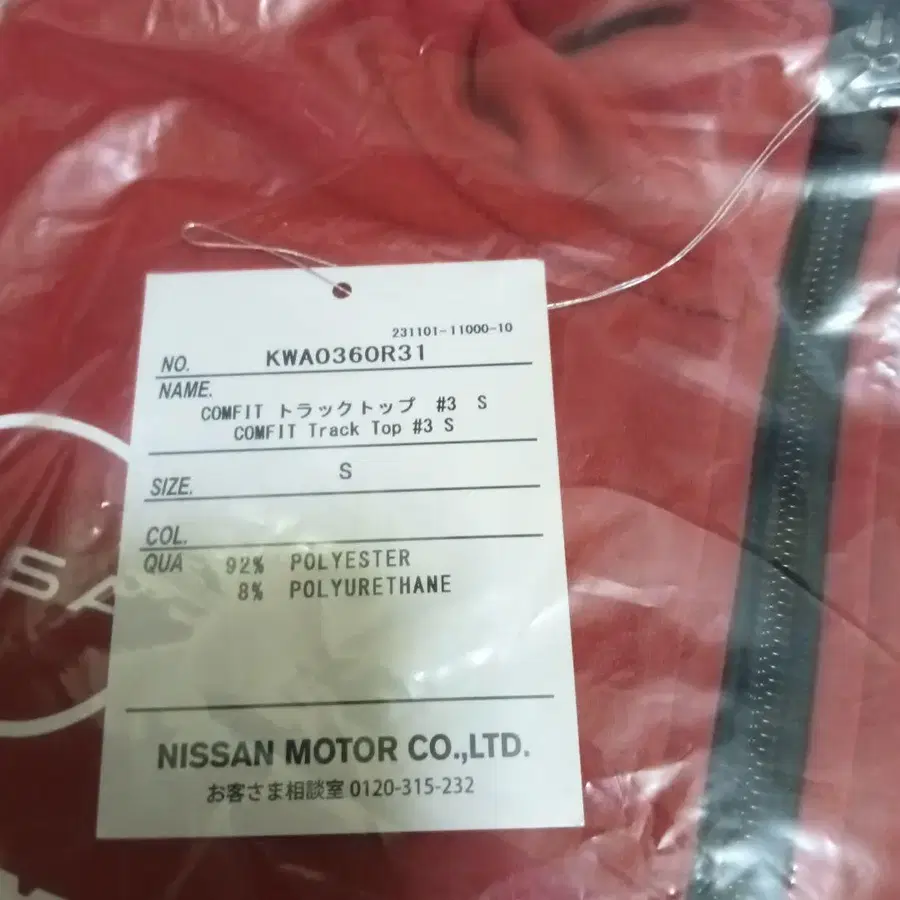 231101-11000-10
NO. KWA0360R31
NAME.
COMFIT トラックトップ #3 S
COMFIT Track Top #3 S
SIZE. S
COL.
QUA 92% POLYESTER
8% POLYURETHANE
NISSAN MOTOR CO.,LTD.
お客さま相談室 0120-315-232
SA